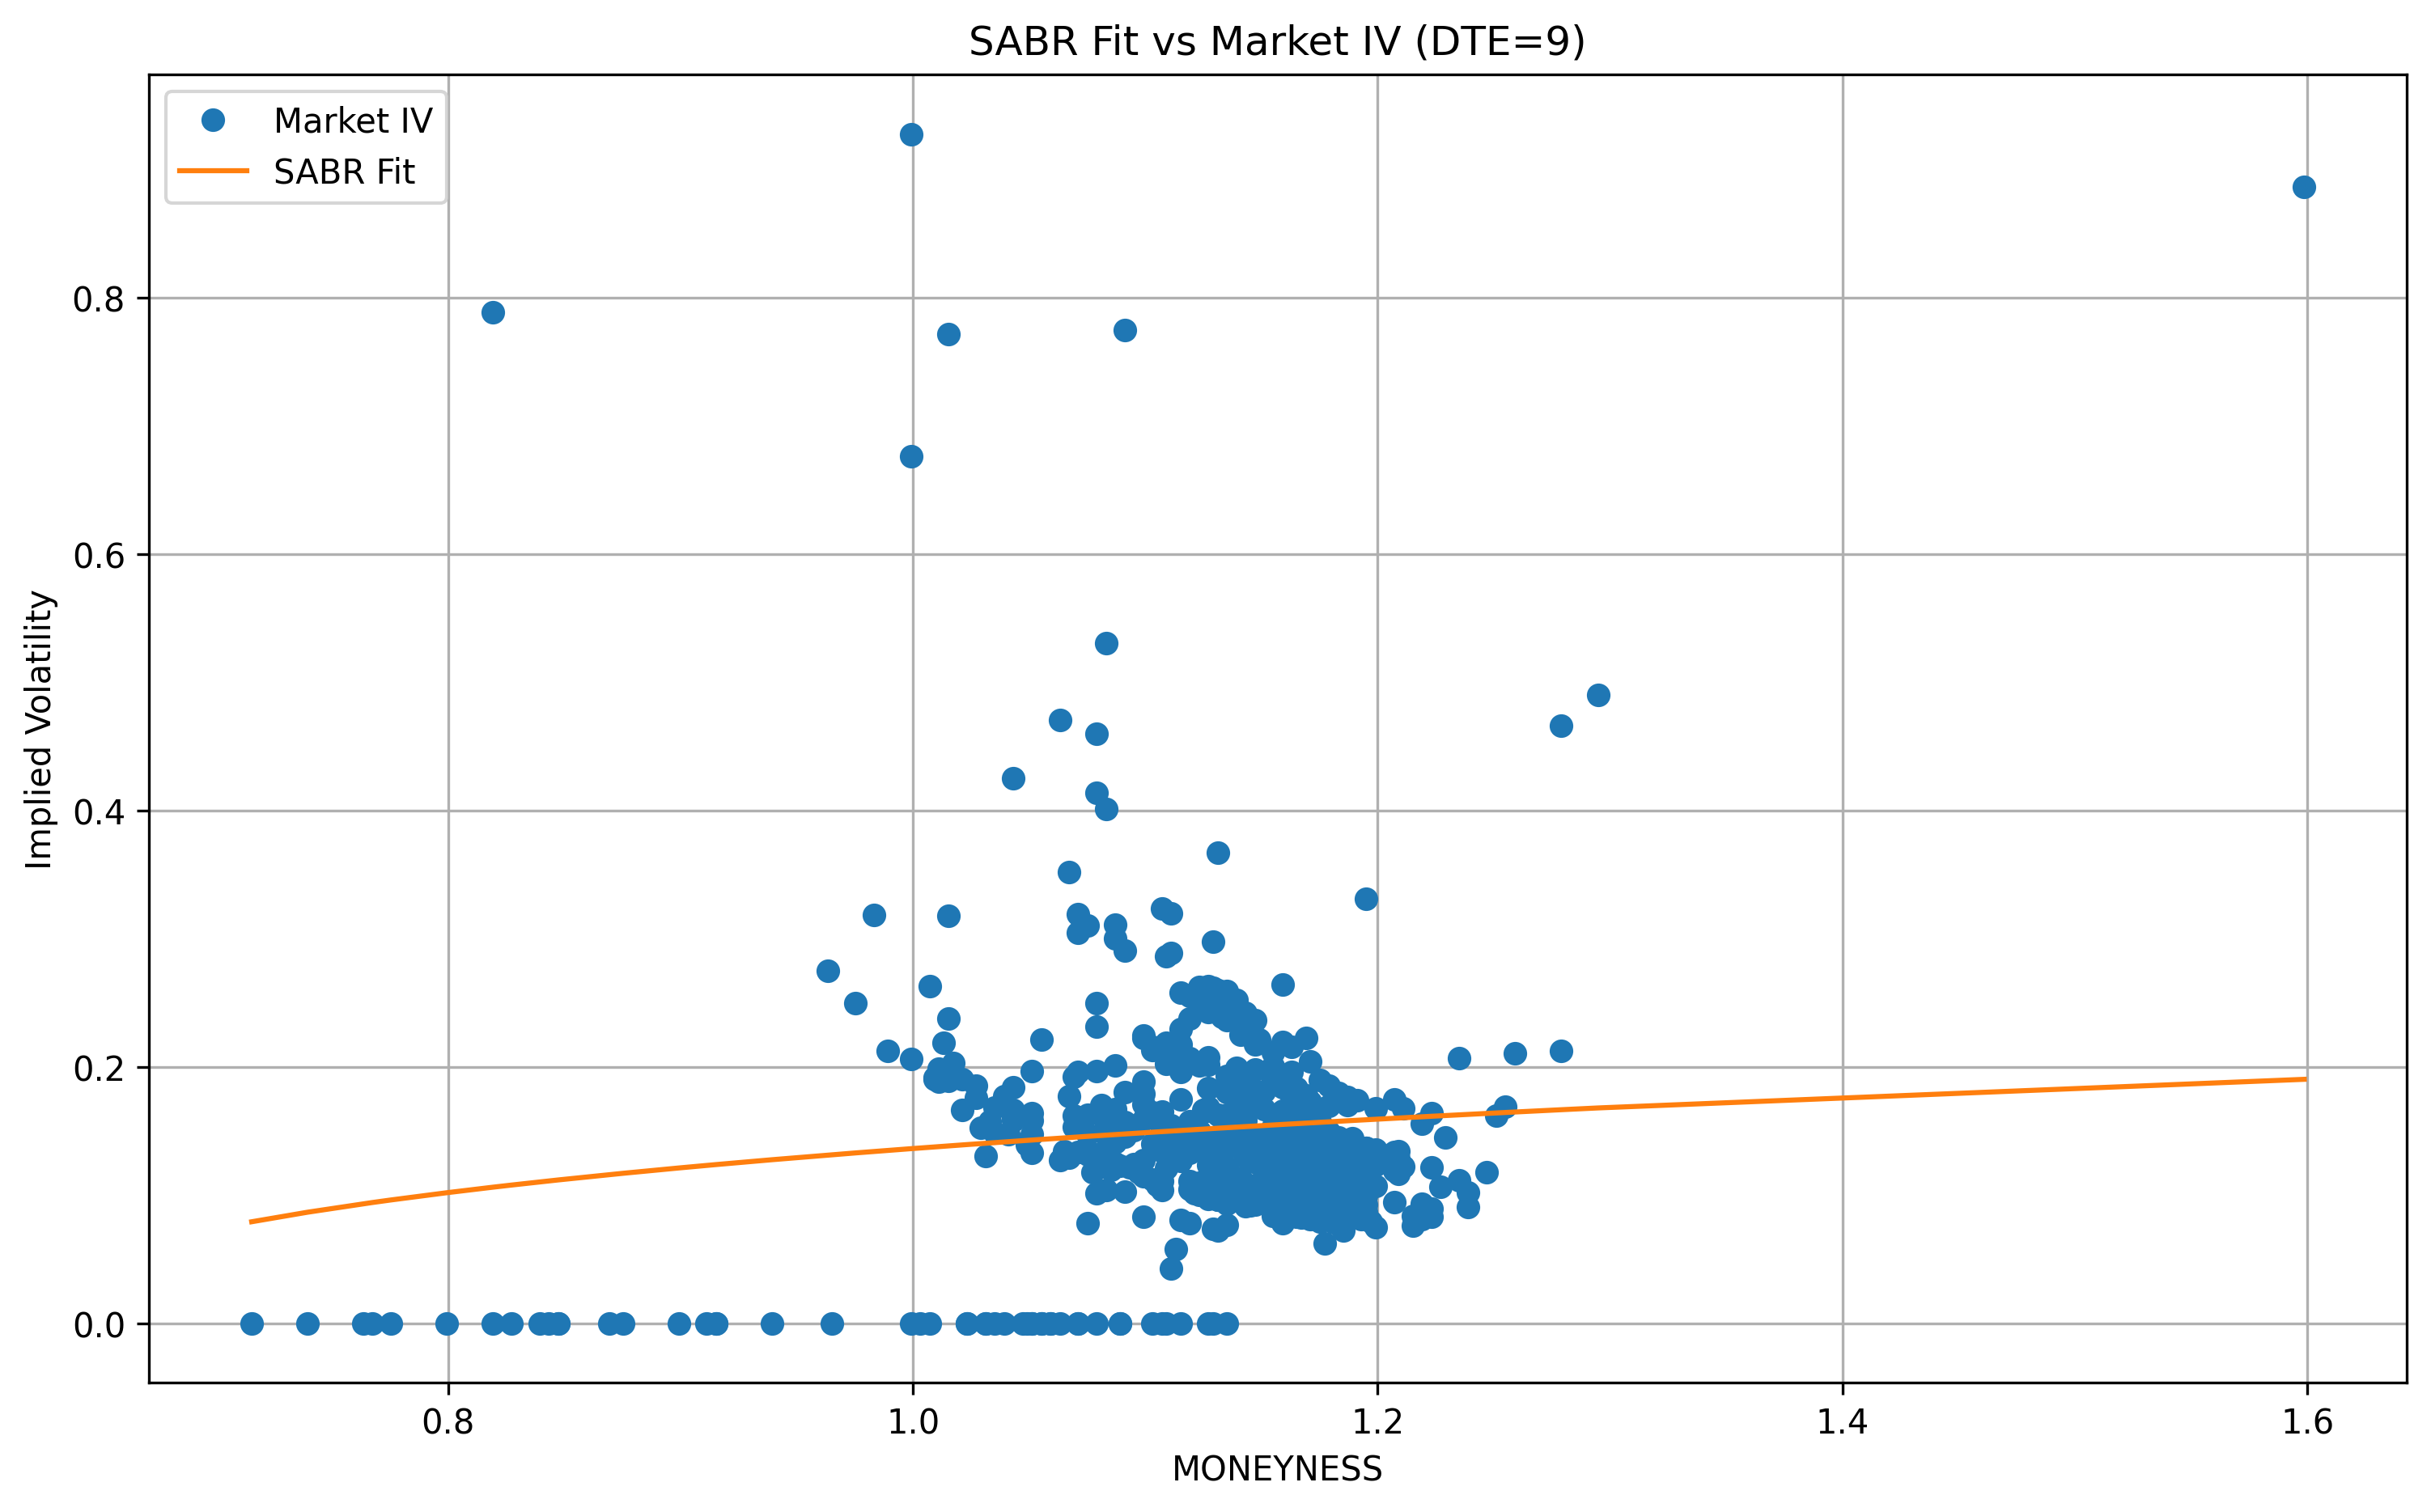 SABR Fit vs Market IV (DTE=9)
Market IV
SABR Fit
Implied Volatility
0.8
0.6
0.4
0.2
0.0
0.8
1.0
1.2
1.4
1.6
MONEYNESS